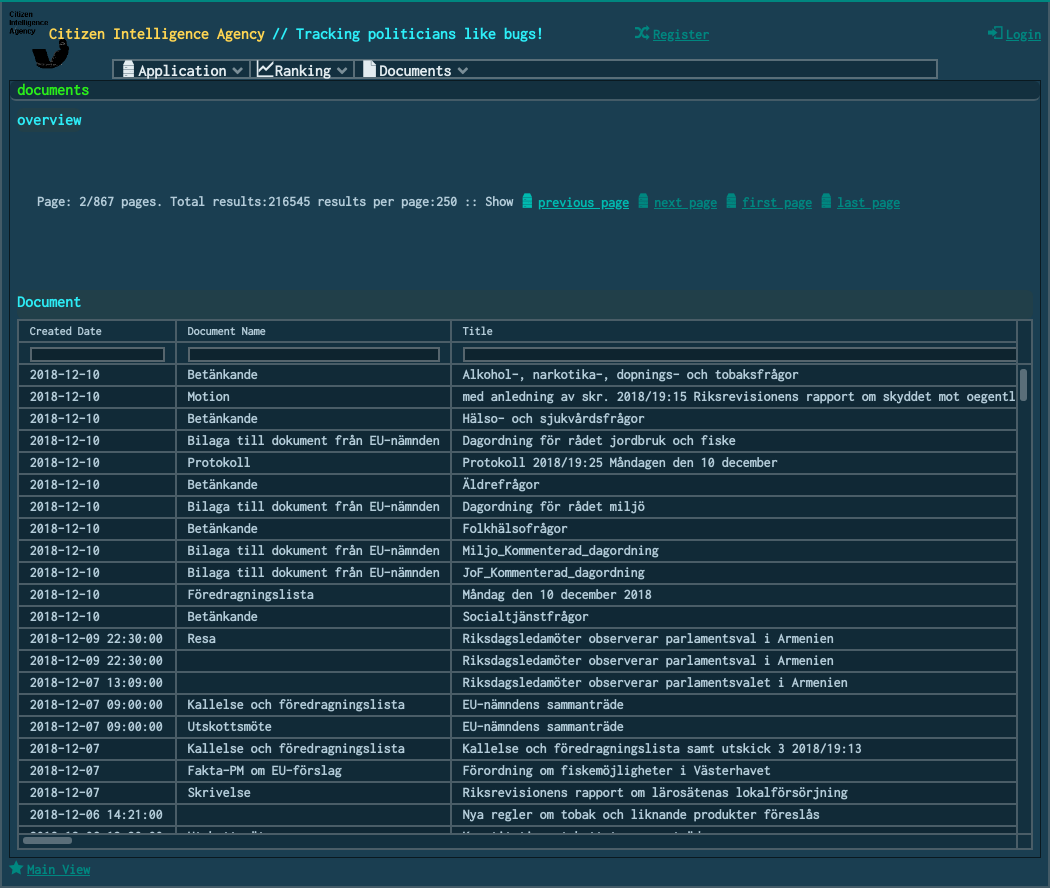 Citizen
Intelligence
Agency
Citizen Intelligence Agency // Tracking politicians like bugs!
Register
Login
Application
Ranking
Documents
documents
overview
Page: 2/867 pages. Total results:216545 results per page:250 :: Show previous page next page first page last page
Document
Created Date Document Name Title
2018-12-10 Betänkande Alkohol-, narkotika-, dopnings- och tobaksfrågor
2018-12-10 Motion med anledning av skr. 2018/19:15 Riksrevisionens rapport om skyddet mot oegentl
2018-12-10 Betänkande Hälso- och sjukvårdsfrågor
2018-12-10 Bilaga till dokument från EU-nämnden Dagordning för rådet jordbruk och fiske
2018-12-10 Protokoll Protokoll 2018/19:25 Måndagen den 10 december
2018-12-10 Betänkande Äldrefrågor
2018-12-10 Bilaga till dokument från EU-nämnden Dagordning för rådet miljö
2018-12-10 Betänkande Folkhälsofrågor
2018-12-10 Bilaga till dokument från EU-nämnden Miljo_Kommenterad_dagordning
2018-12-10 Bilaga till dokument från EU-nämnden JoF_Kommenterad_dagordning
2018-12-10 Föredragningslista Måndag den 10 december 2018
2018-12-10 Betänkande Socialtjänstfrågor
2018-12-09 22:30:00 Resa Riksdagsledamöter observerar parlamentsval i Armenien
2018-12-09 22:30:00 Riksdagsledamöter observerar parlamentsval i Armenien
2018-12-07 13:09:00 Riksdagsledamöter observerar parlamentsvalet i Armenien
2018-12-07 09:00:00 Kallelse och föredragningslista EU-nämndens sammanträde
2018-12-07 09:00:00 Utskottsmöte EU-nämndens sammanträde
2018-12-07 Kallelse och föredragningslista Kallelse och föredragningslista samt utskick 3 2018/19:13
2018-12-07 Fakta-PM om EU-förslag Förordning om fiskemöjligheter i Västerhavet
2018-12-07 Skrivelse Riksrevisionens rapport om lärosätenas lokalförsörjning
2018-12-06 14:21:00 Nya regler om tobak och liknande produkter föreslås
Main View